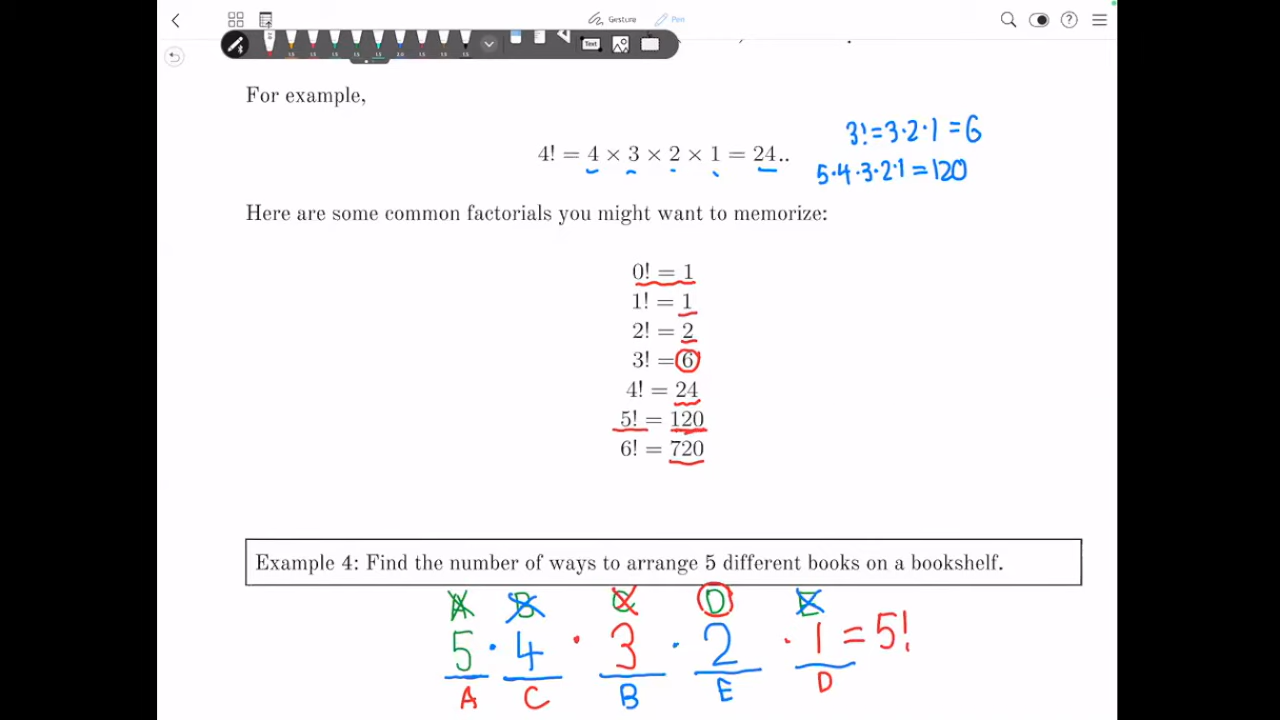 Gesture Pen
For example,
4! = 4 × 3 × 2 × 1 = 24..
3! = 3·2·1 = 6
5·4·3·2·1 = 120
Here are some common factorials you might want to memorize:
0! = 1
1! = 1
2! = 2
3! = 6
4! = 24
5! = 120
6! = 720
Example 4: Find the number of ways to arrange 5 different books on a bookshelf.
A B C D E
5 · 4 · 3 · 2 · 1 = 5!
A C B E D